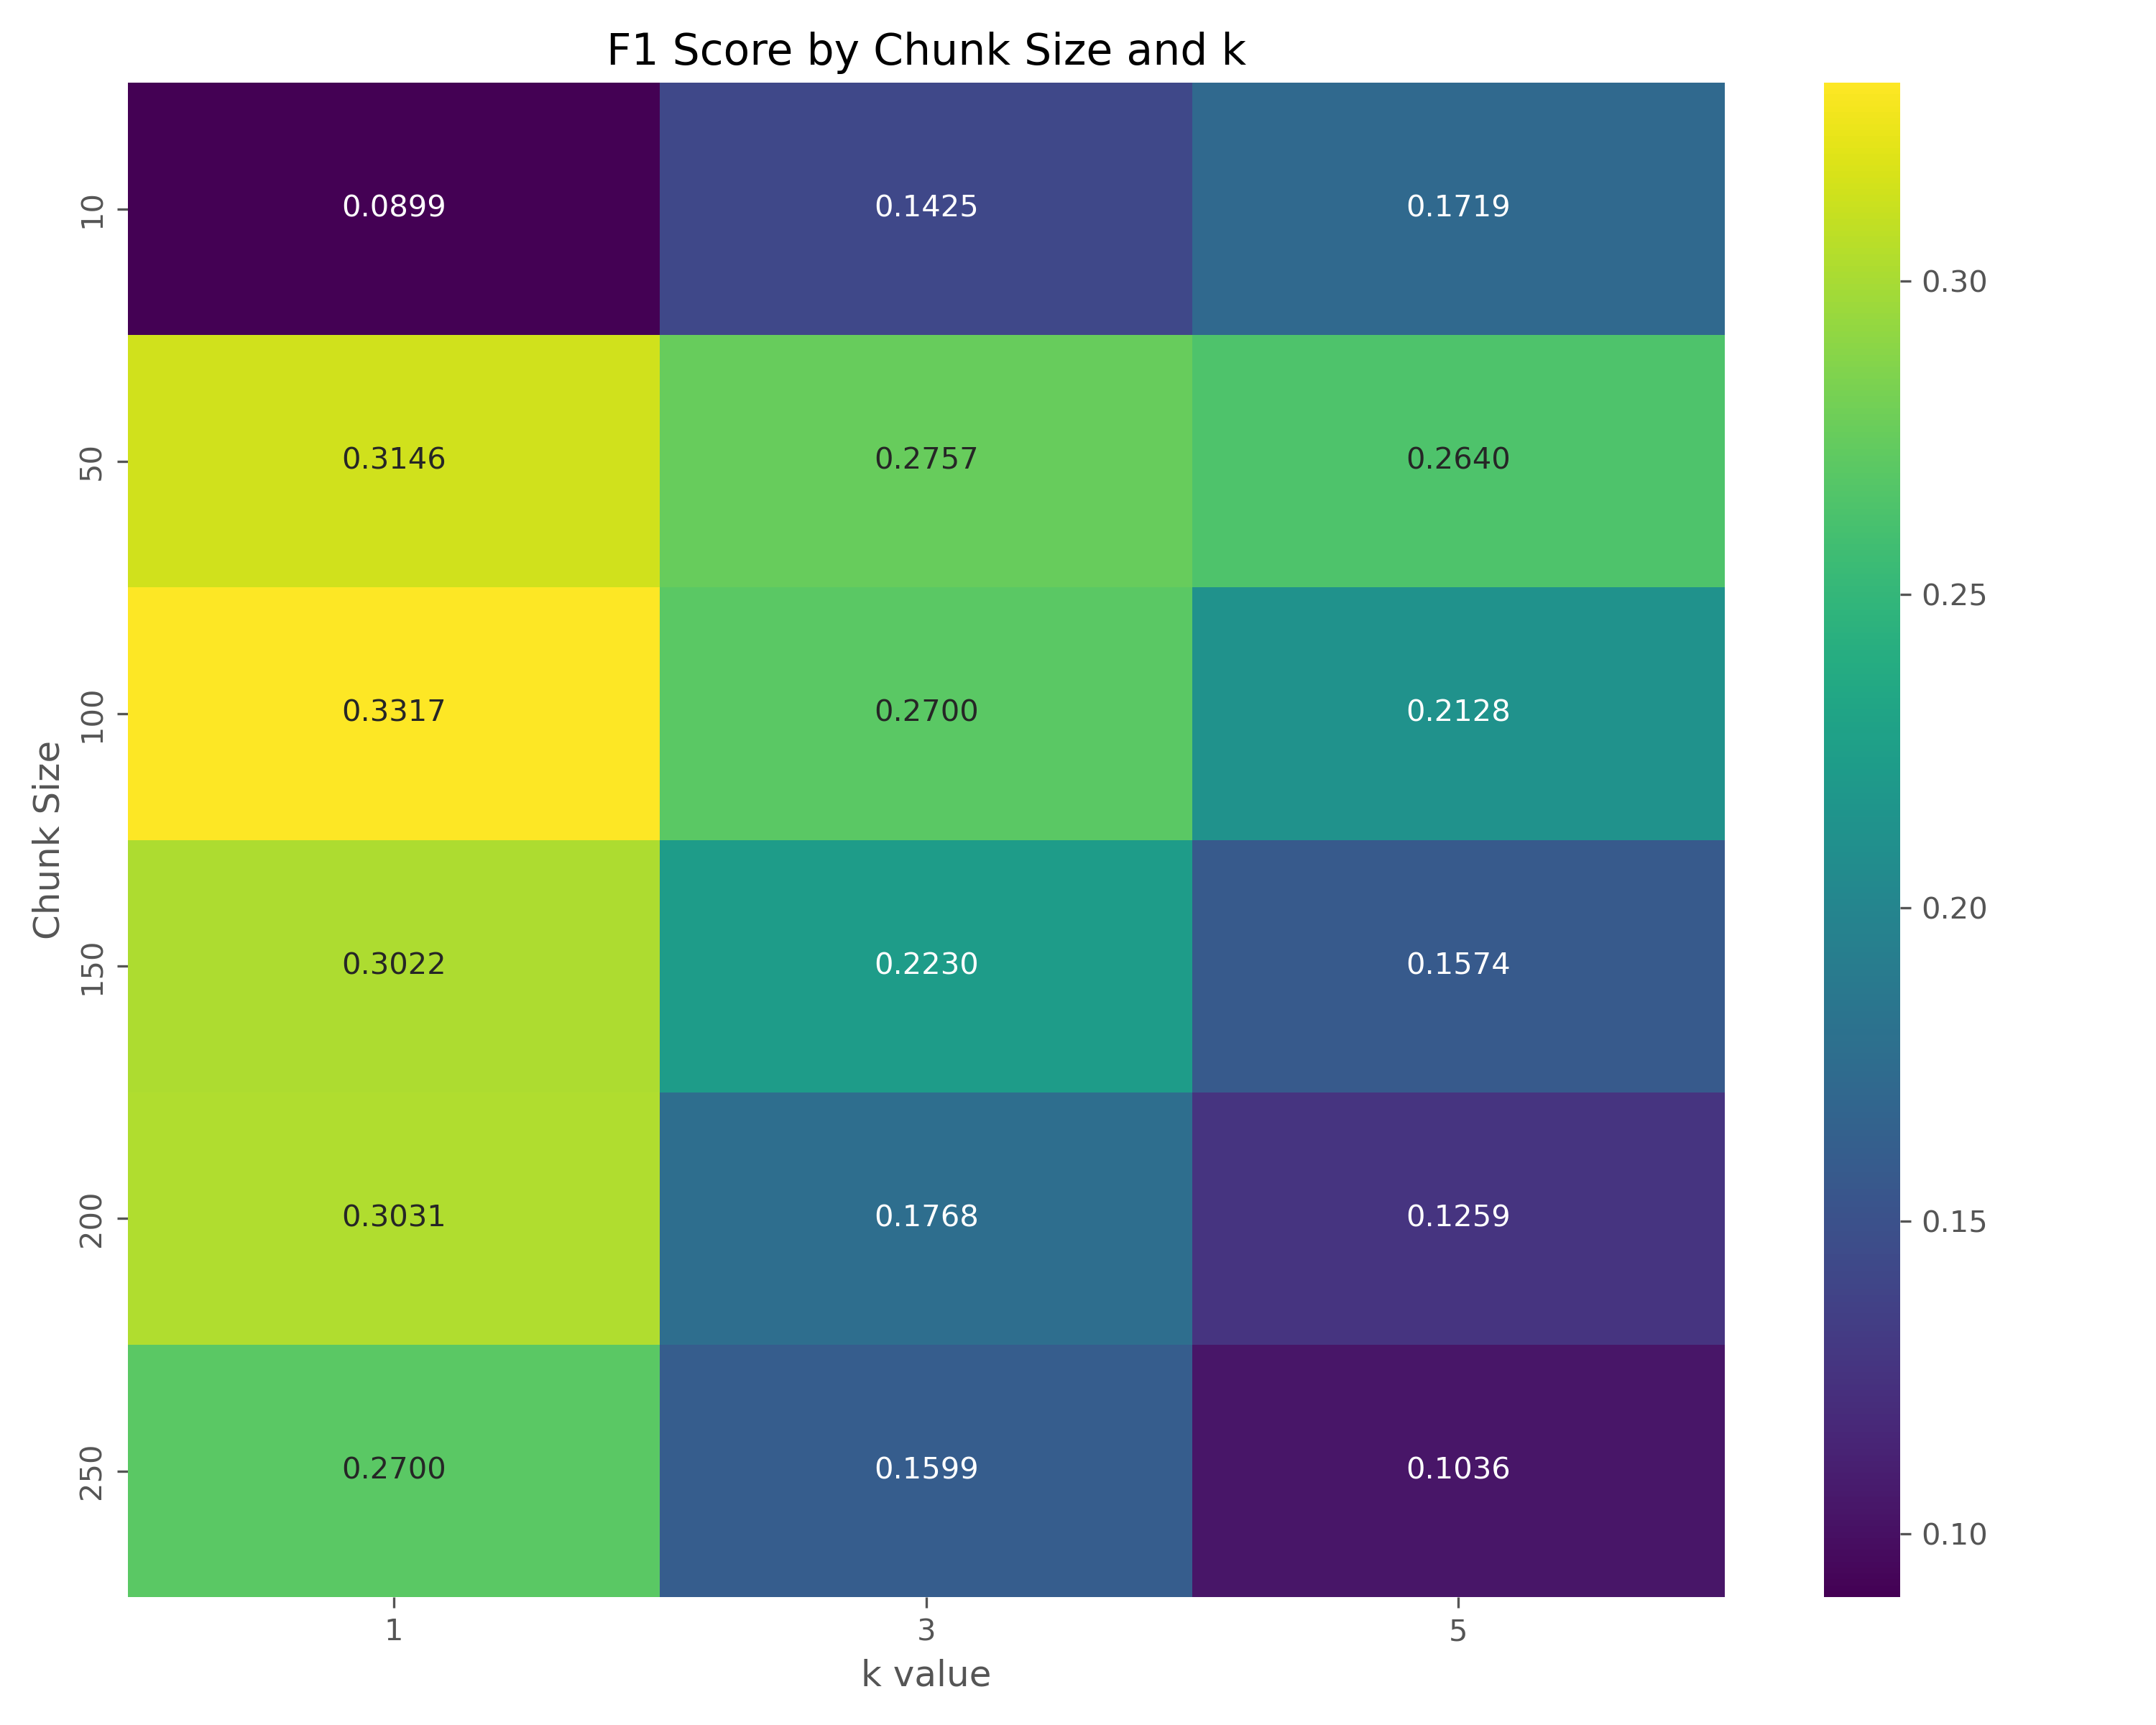 F1 Score by Chunk Size and k
Chunk Size
10
0.0899 0.1425 0.1719
50
0.3146 0.2757 0.2640
100
0.3317 0.2700 0.2128
150
0.3022 0.2230 0.1574
200
0.3031 0.1768 0.1259
250
0.2700 0.1599 0.1036
1 3 5
k value
0.30
0.25
0.20
0.15
0.10